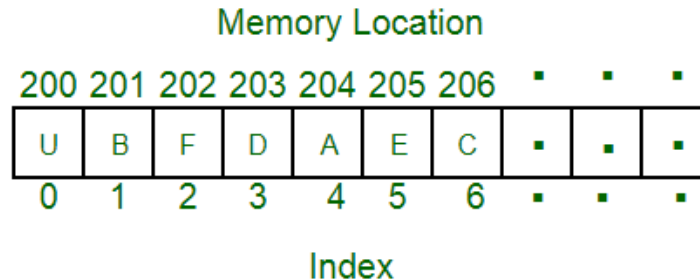 Memory Location
200 201 202 203 204 205 206 . . .
U B F D A E C . . .
0 1 2 3 4 5 6 . . .
Index